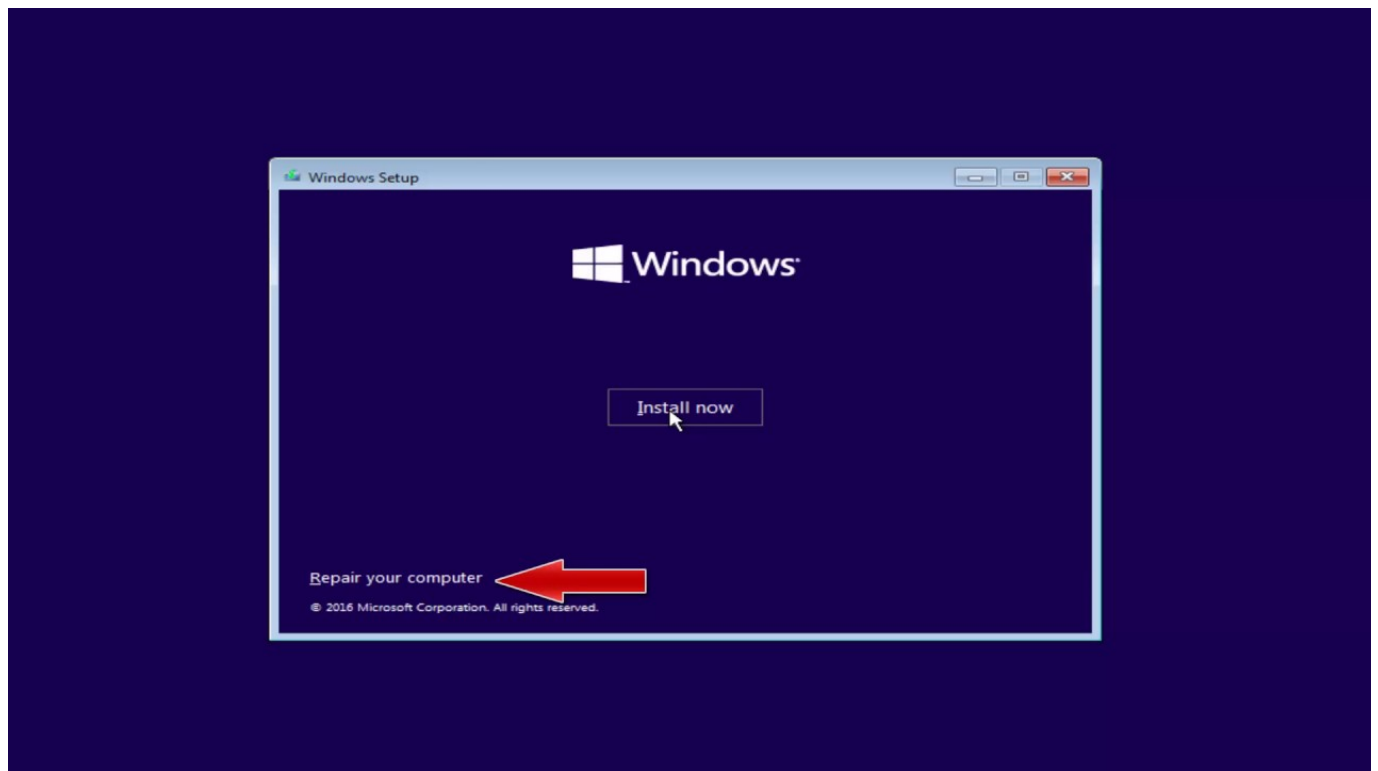 Windows Setup
Windows
Install now
Repair your computer
© 2016 Microsoft Corporation. All rights reserved.